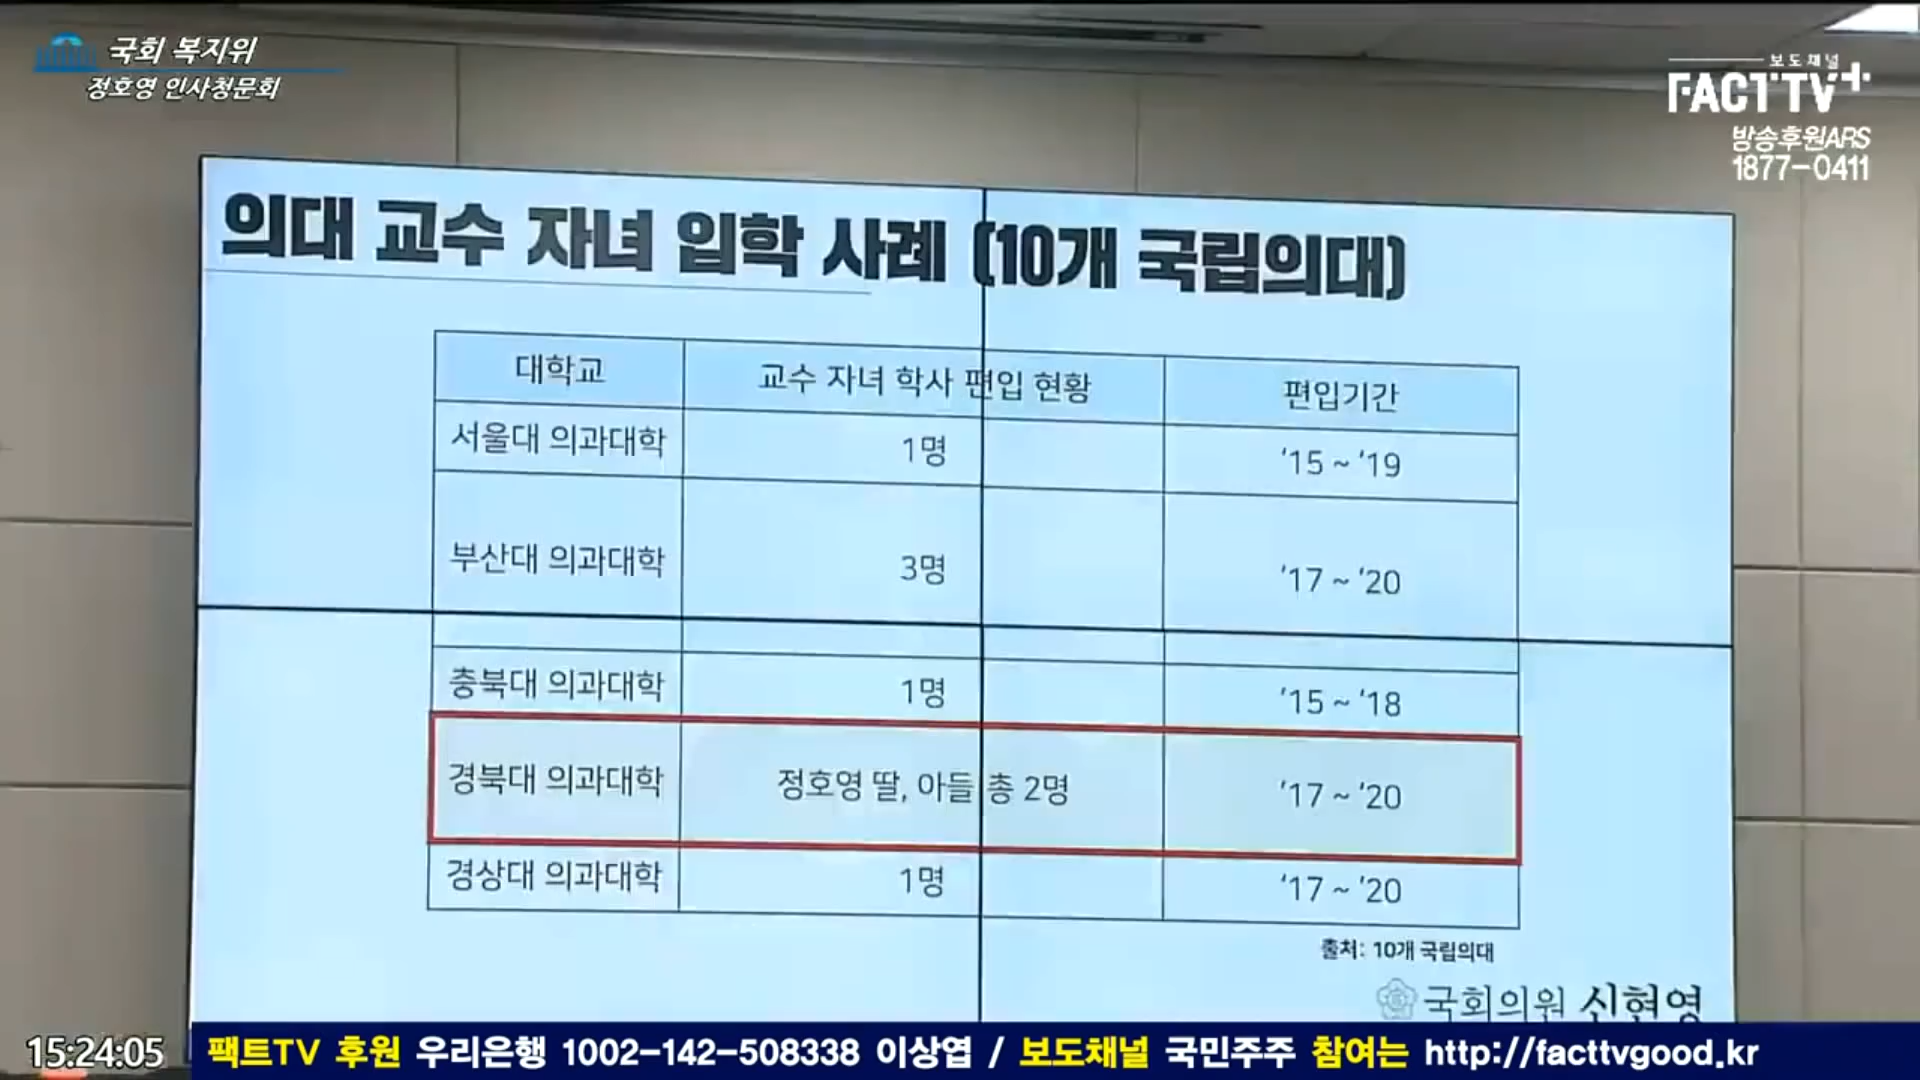 국회 복지위
정호영 인사청문회
보도채널
FACTTV+
방송후원ARS
1877-0411
의대 교수 자녀 입학 사례 (10개 국립의대)
대학교 교수 자녀 학사 편입 현황 편입기간
서울대 의과대학 1명 '15 ~ '19
부산대 의과대학 3명 '17 ~ '20
충북대 의과대학 1명 '15 ~ '18
경북대 의과대학 정호영 딸, 아들 총 2명 '17 ~ '20
경상대 의과대학 1명 '17 ~ '20
출처: 10개 국립의대
국회의원 신현영
15:24:05
팩트TV 후원 우리은행 1002-142-508338 이상엽 / 보도채널 국민주주 참여는 http://facttvgood.kr